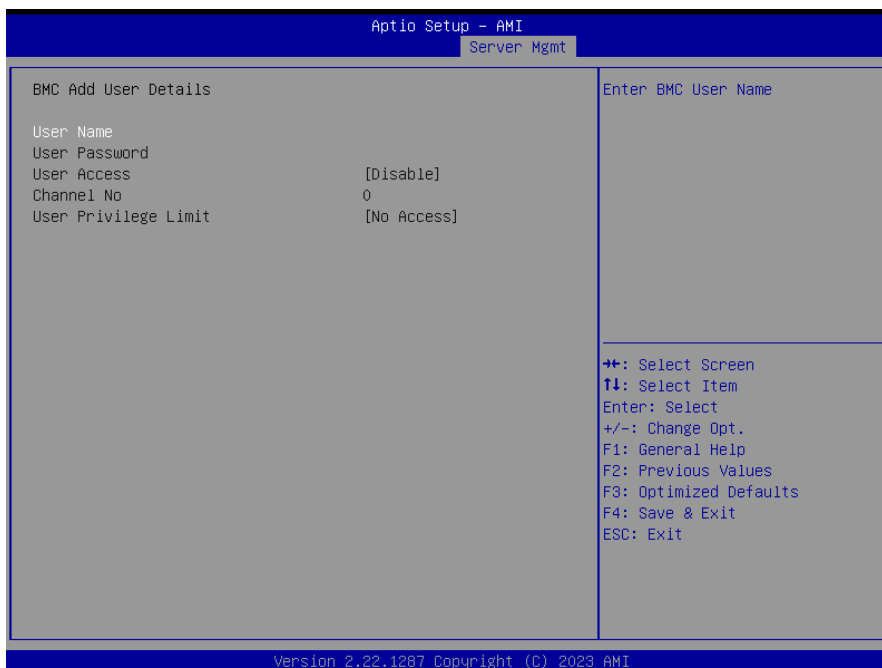 Aptio Setup – AMI
Server Mgmt
BMC Add User Details
User Name
User Password
User Access [Disable]
Channel No 0
User Privilege Limit [No Access]
Enter BMC User Name
→←: Select Screen
↑↓: Select Item
Enter: Select
+/-: Change Opt.
F1: General Help
F2: Previous Values
F3: Optimized Defaults
F4: Save & Exit
ESC: Exit
Version 2.22.1287 Copyright (C) 2023 AMI